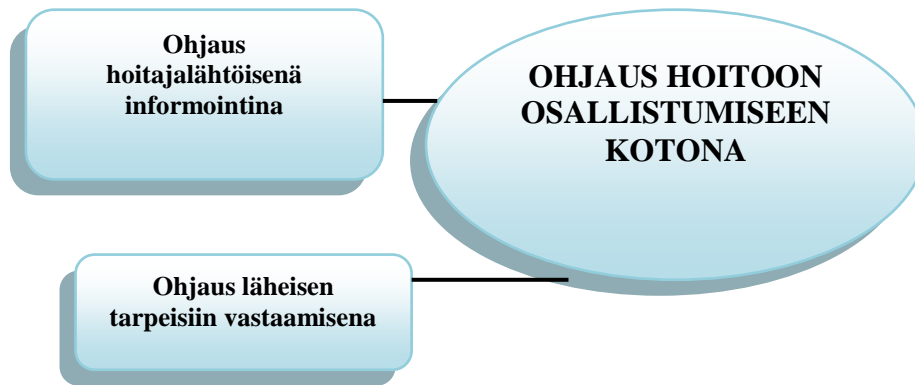 Ohjaus
hoitajalähtöisenä
informointina
OHJAUS HOITOON
OSALLISTUMISEEN
KOTONA
Ohjaus läheisen
tarpeisiin vastaamisena